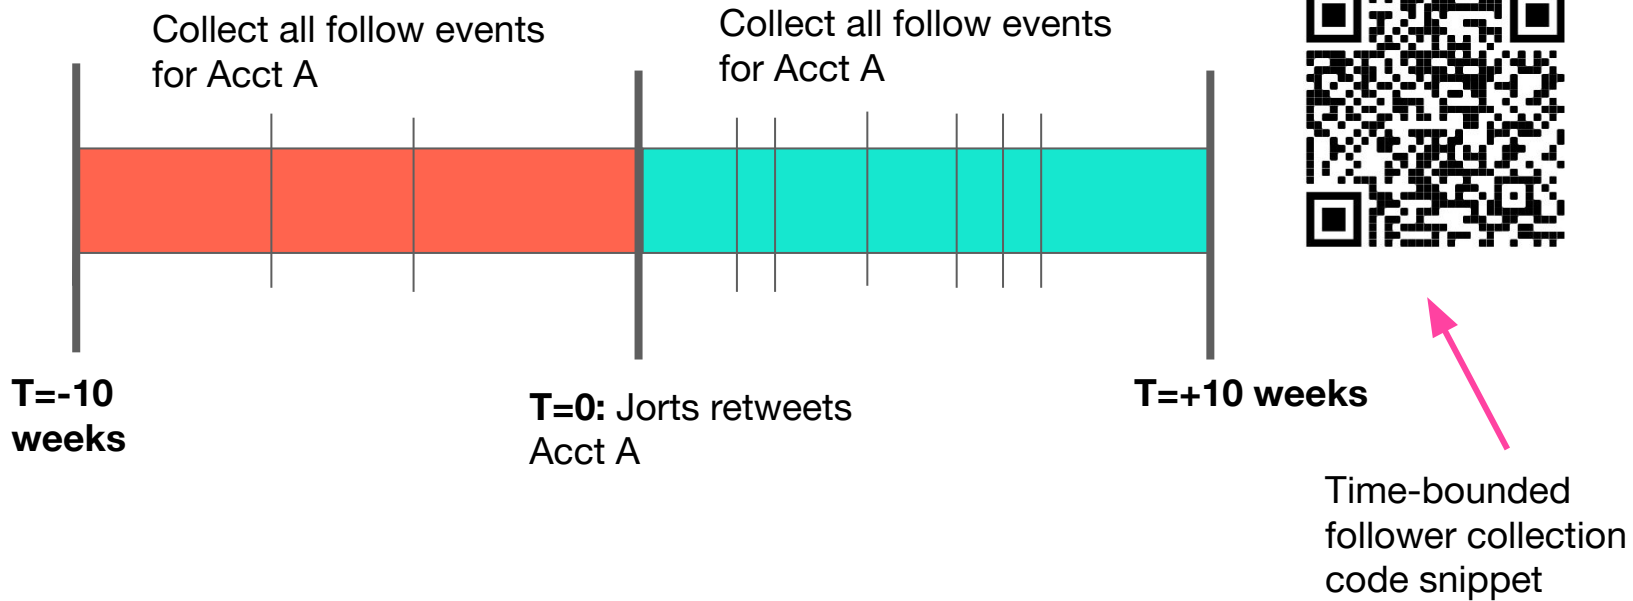 Collect all follow events
for Acct A
Collect all follow events
for Acct A
T=-10
weeks
T=0: Jorts retweets
Acct A
T=+10 weeks
Time-bounded
follower collection
code snippet